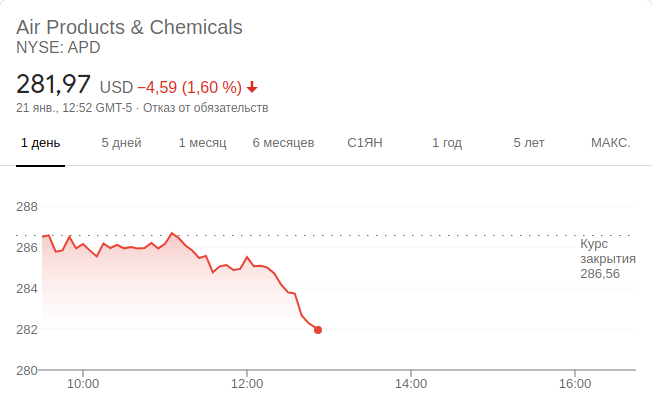 Air Products & Chemicals
NYSE: APD
281,97 USD −4,59 (1,60 %)
21 янв., 12:52 GMT-5 · Отказ от обязательств
1 день 5 дней 1 месяц 6 месяцев С1ЯН 1 год 5 лет МАКС.
288
286
284
282
280
Курс
закрытия
286,56
10:00 12:00 14:00 16:00